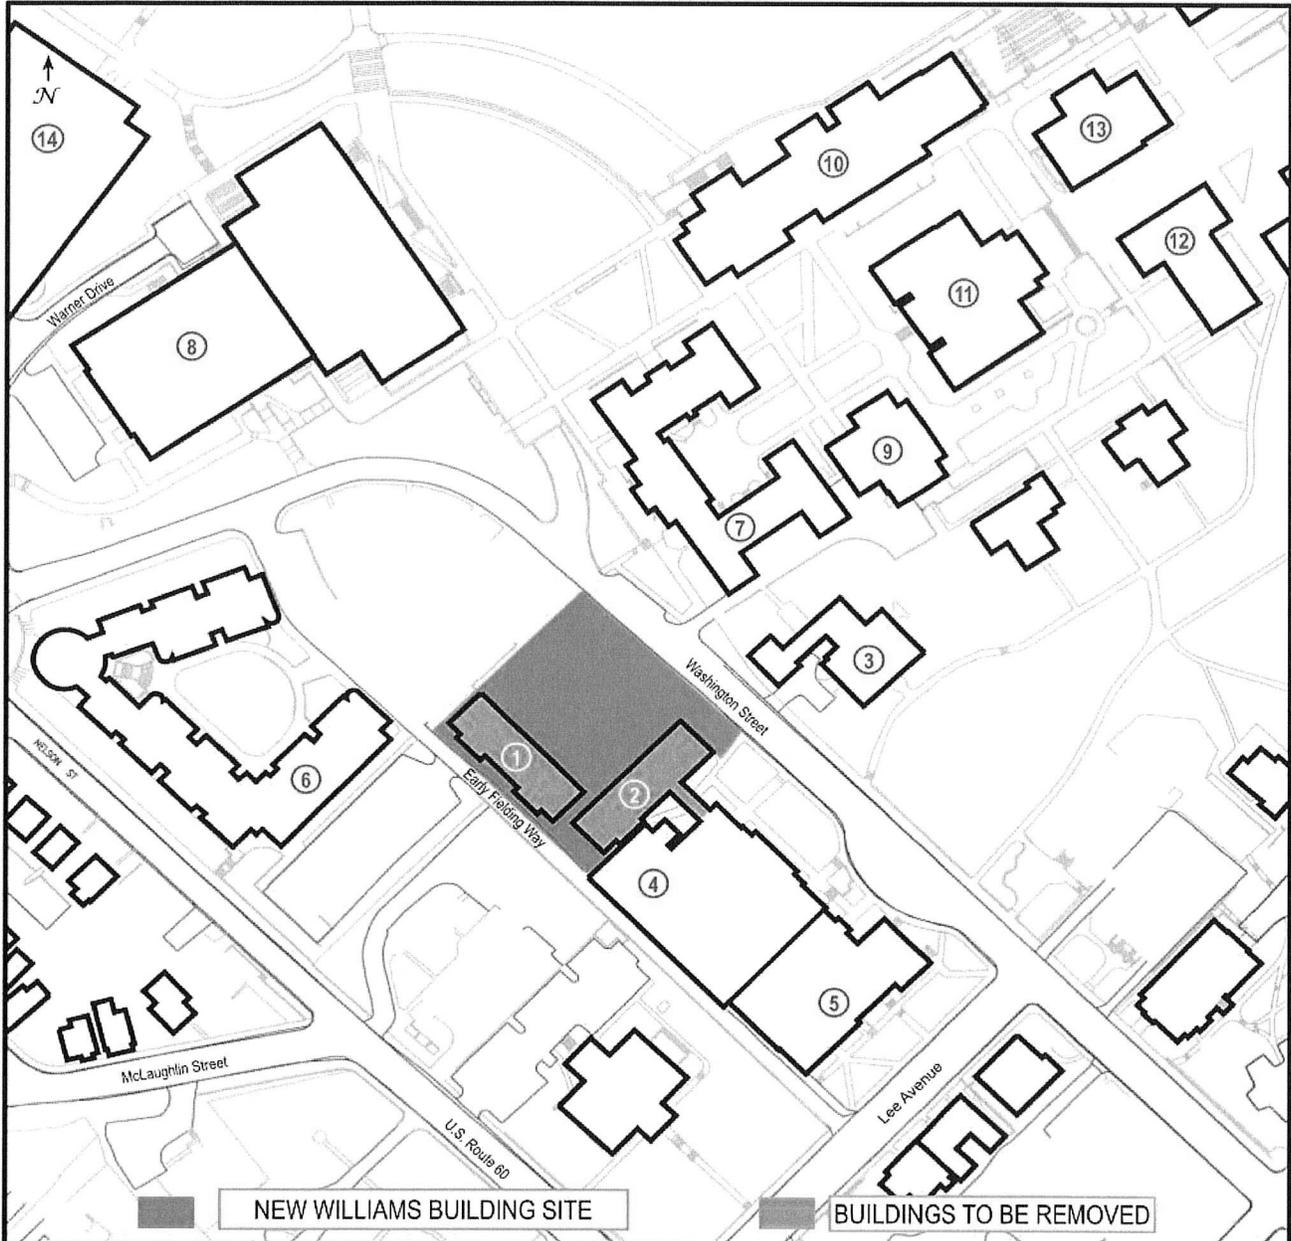 N
14
13
10
12
11
Warner Drive
8
9
7
3
Washington Street
1
2
NELSON ST
6
Early Fielding Way
4
5
McLaughlin Street
Lee Avenue
U.S. Route 60
NEW WILLIAMS BUILDING SITE
BUILDINGS TO BE REMOVED